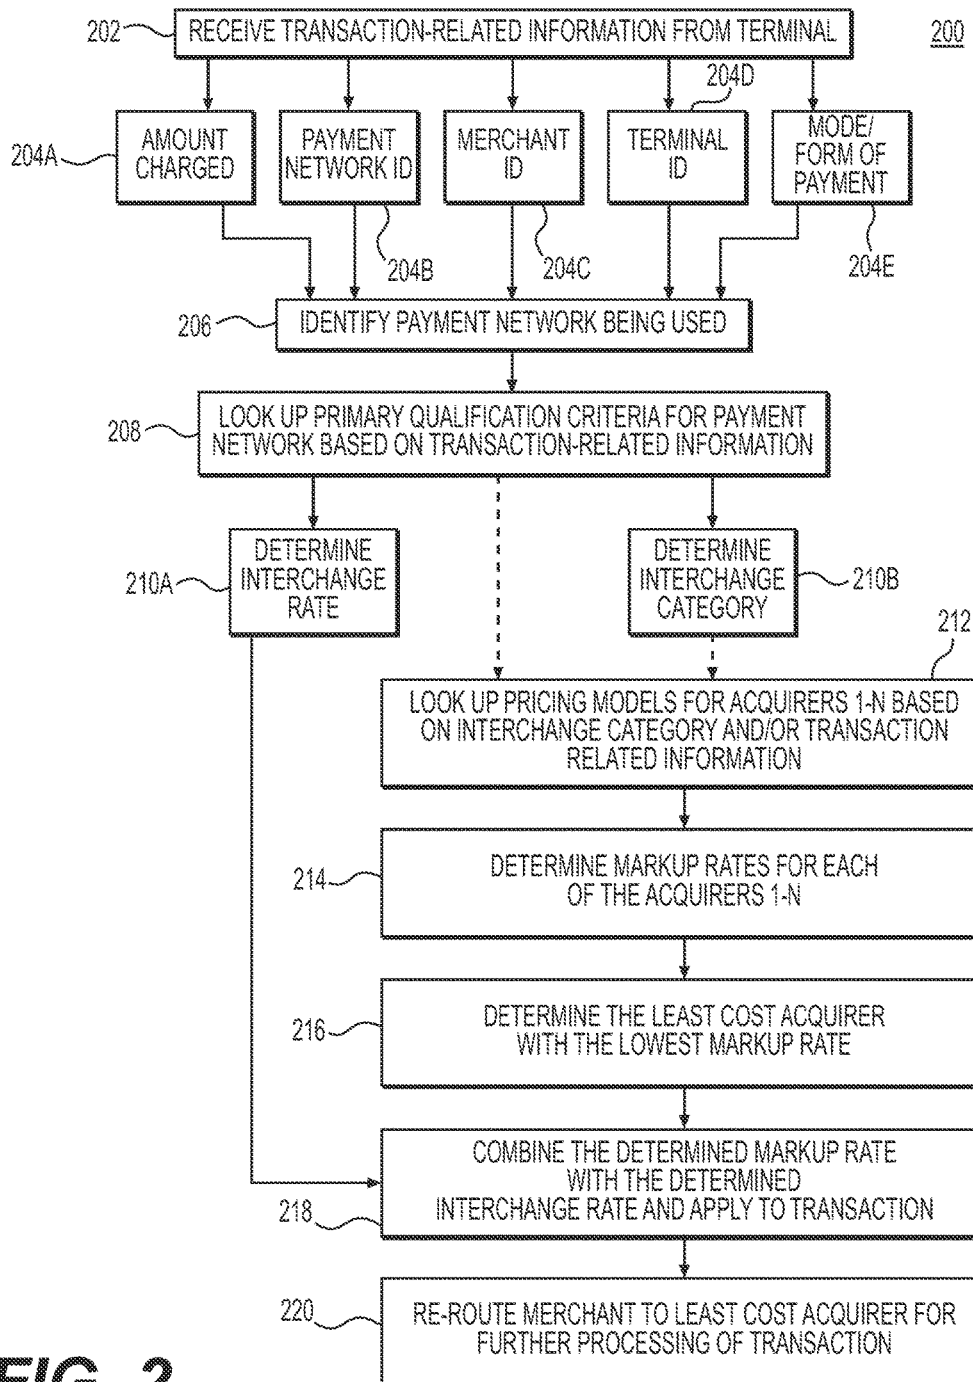 202
RECEIVE TRANSACTION-RELATED INFORMATION FROM TERMINAL
200
204D
204A
AMOUNT
CHARGED
PAYMENT
NETWORK ID
MERCHANT
ID
TERMINAL
ID
MODE/
FORM OF
PAYMENT
204B
204C
204E
206
IDENTIFY PAYMENT NETWORK BEING USED
208
LOOK UP PRIMARY QUALIFICATION CRITERIA FOR PAYMENT
NETWORK BASED ON TRANSACTION-RELATED INFORMATION
210A
DETERMINE
INTERCHANGE
RATE
DETERMINE
INTERCHANGE
CATEGORY
210B
212
LOOK UP PRICING MODELS FOR ACQUIRERS 1-N BASED
ON INTERCHANGE CATEGORY AND/OR TRANSACTION
RELATED INFORMATION
214
DETERMINE MARKUP RATES FOR EACH
OF THE ACQUIRERS 1-N
216
DETERMINE THE LEAST COST ACQUIRER
WITH THE LOWEST MARKUP RATE
218
COMBINE THE DETERMINED MARKUP RATE
WITH THE DETERMINED
INTERCHANGE RATE AND APPLY TO TRANSACTION
220
RE-ROUTE MERCHANT TO LEAST COST ACQUIRER FOR
FURTHER PROCESSING OF TRANSACTION
FIG. 2